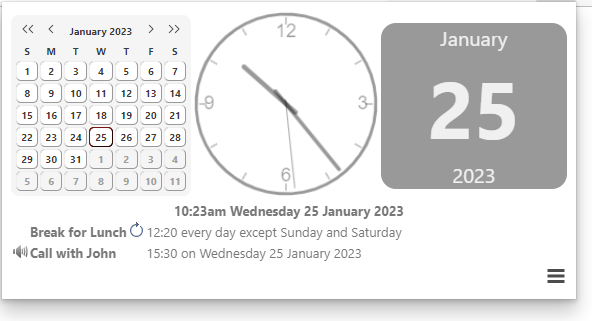 January 2023
S M T W T F S
1 2 3 4 5 6 7
8 9 10 11 12 13 14
15 16 17 18 19 20 21
22 23 24 25 26 27 28
29 30 31 1 2 3 4
5 6 7 8 9 10 11
12
3
6
9
January
25
2023
10:23am Wednesday 25 January 2023
Break for Lunch 12:20 every day except Sunday and Saturday
Call with John 15:30 on Wednesday 25 January 2023